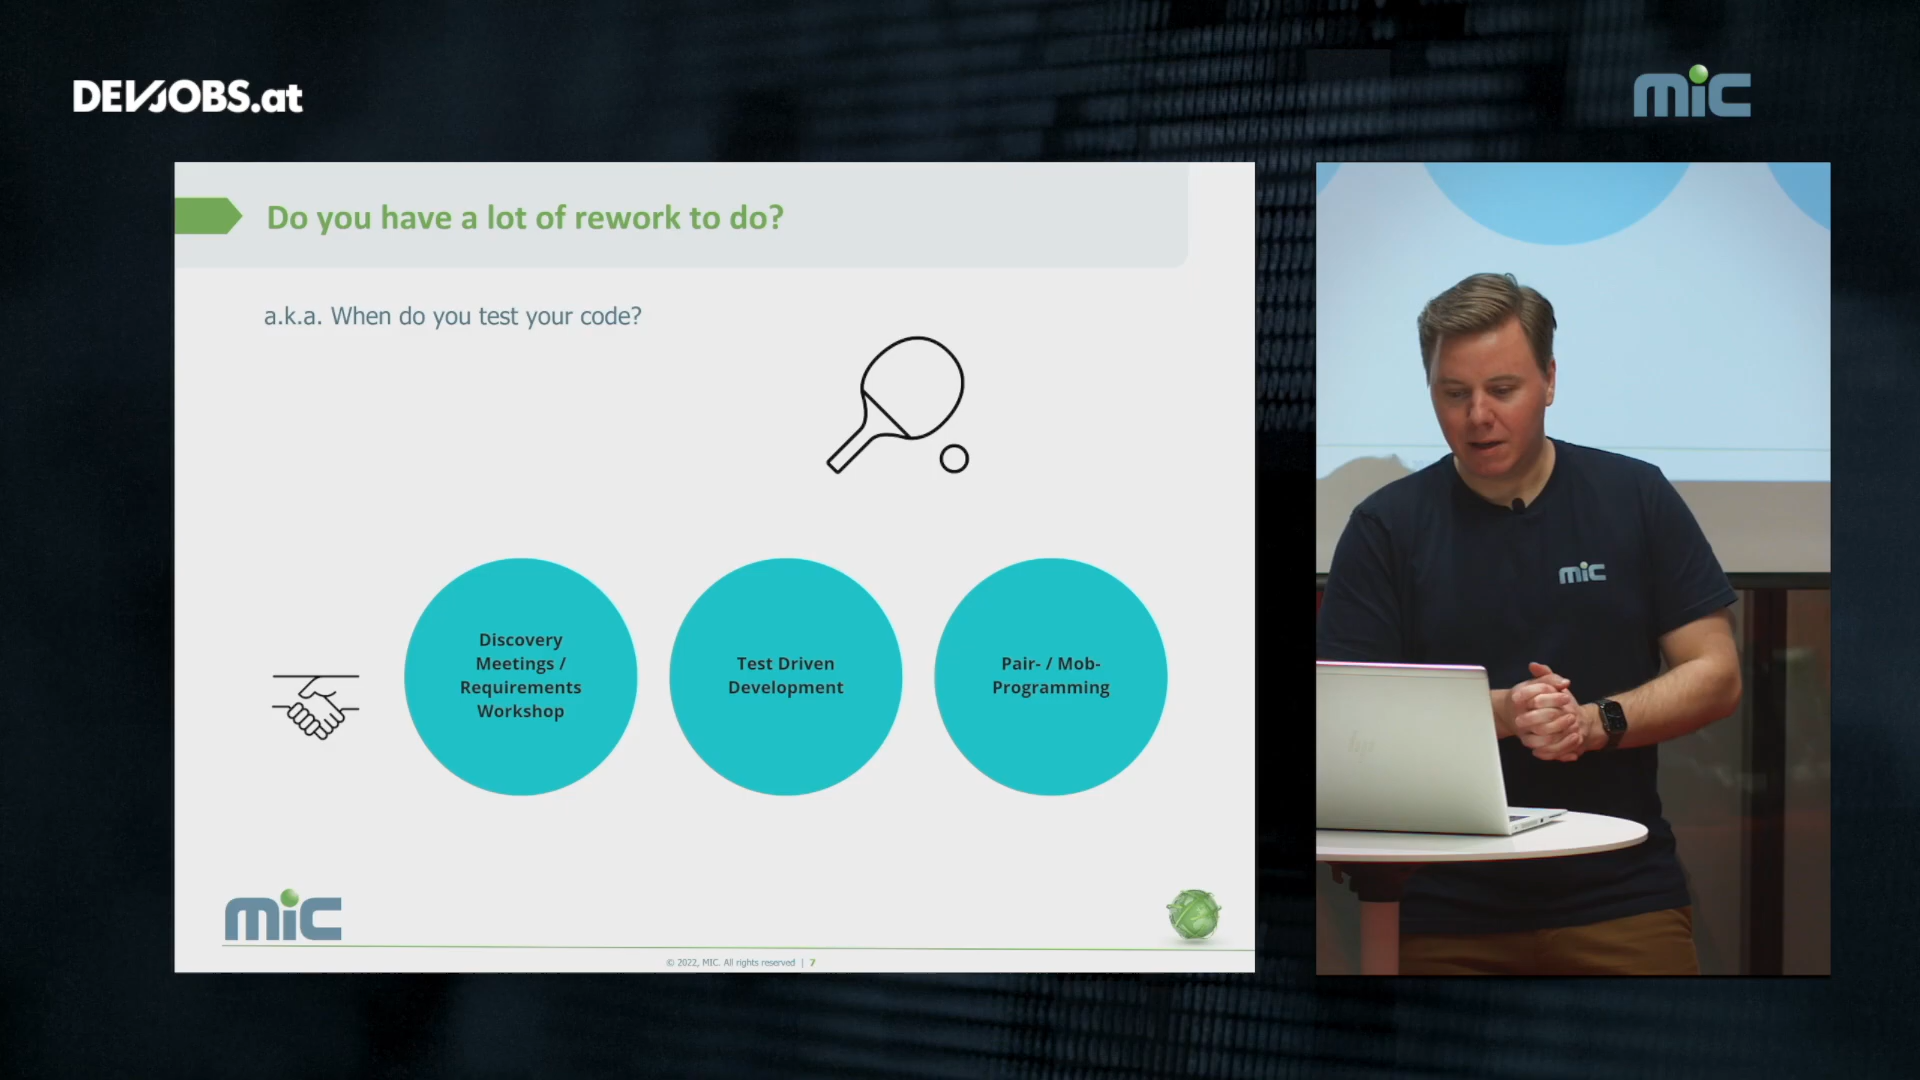 DEVJOBS.at
mic
Do you have a lot of rework to do?
a.k.a. When do you test your code?
Discovery
Meetings /
Requirements
Workshop
Test Driven
Development
Pair- / Mob-
Programming
mic
© 2022, MIC. All rights reserved | 7
mic
hp